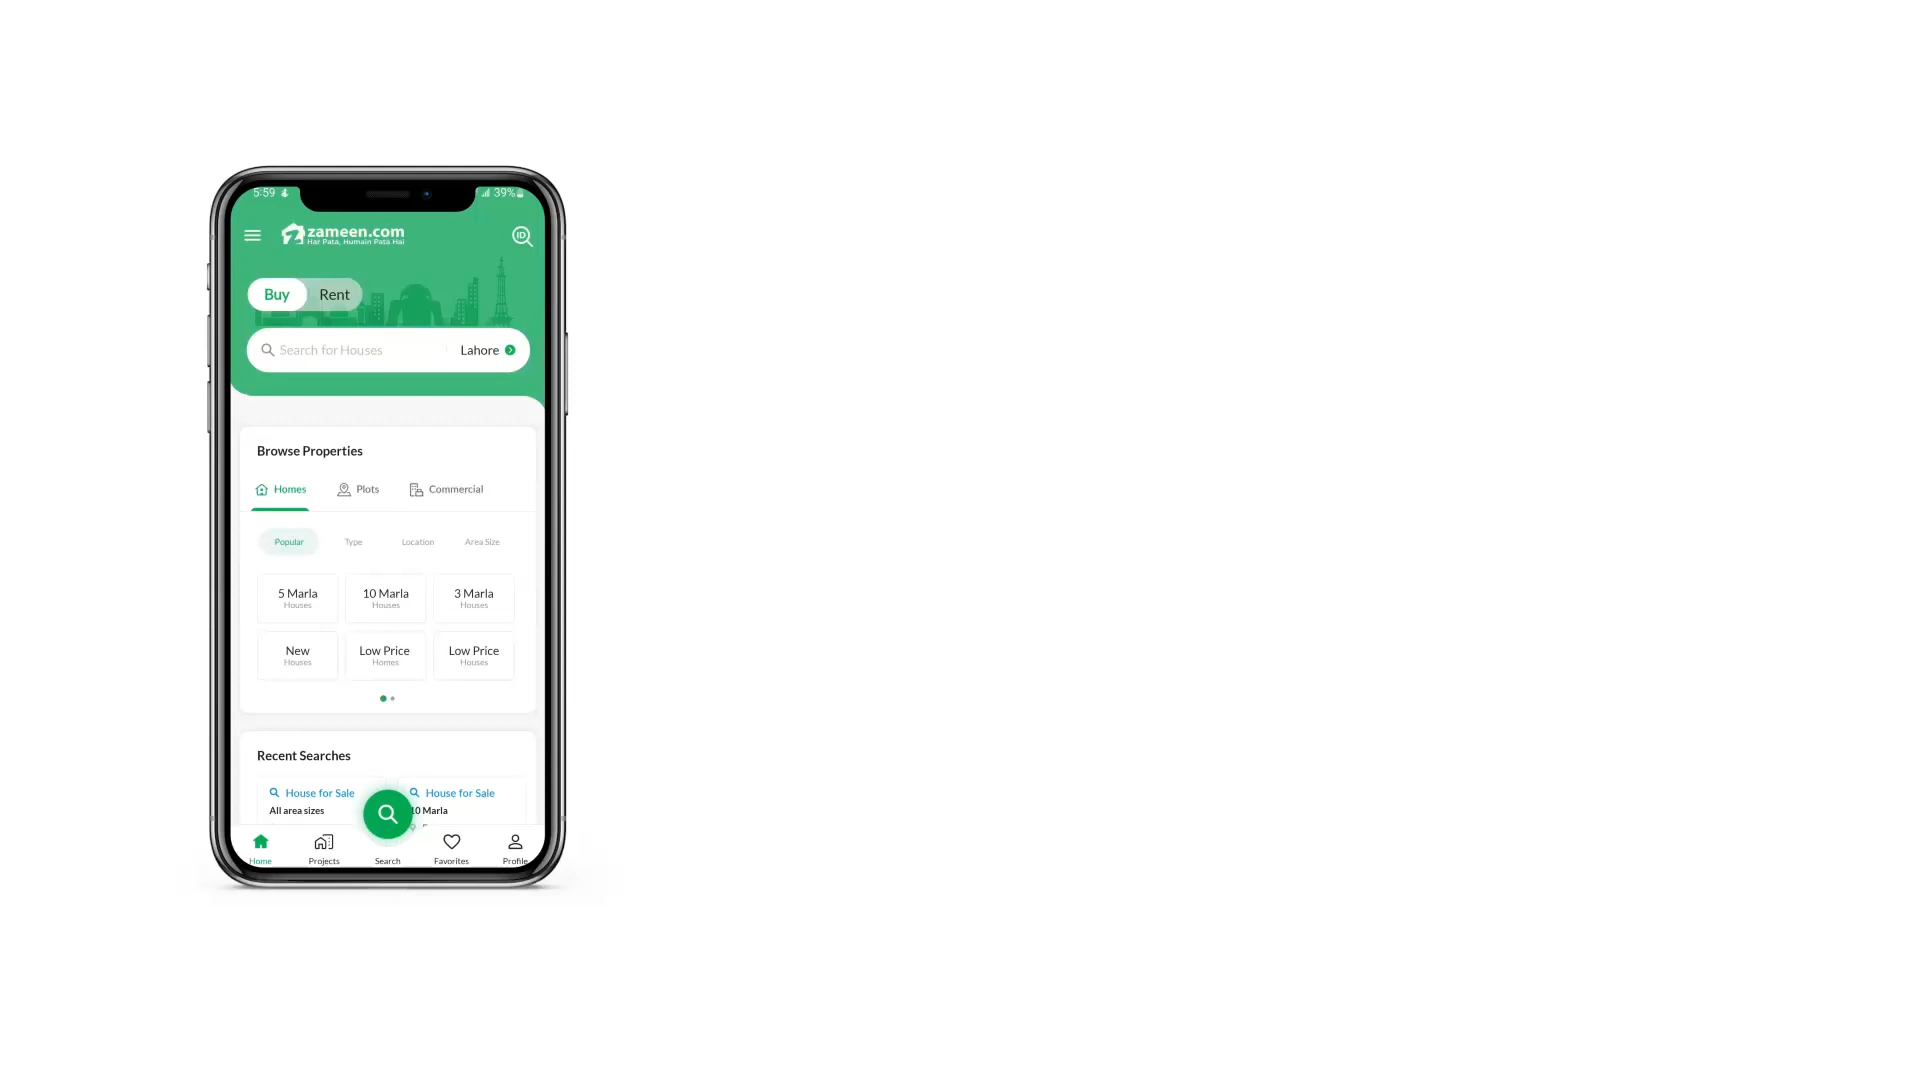 5:59
39%
zameen.com
Har Pata, Humain Pata Hai
ID
Buy Rent
Search for Houses Lahore
Browse Properties
Homes Plots Commercial
Popular Type Location Area Size
5 Marla 10 Marla 3 Marla
Houses Houses Houses
New Low Price Low Price
Houses Homes Houses
Recent Searches
House for Sale House for Sale
All area sizes 10 Marla
Home Projects Search Favorites Profile